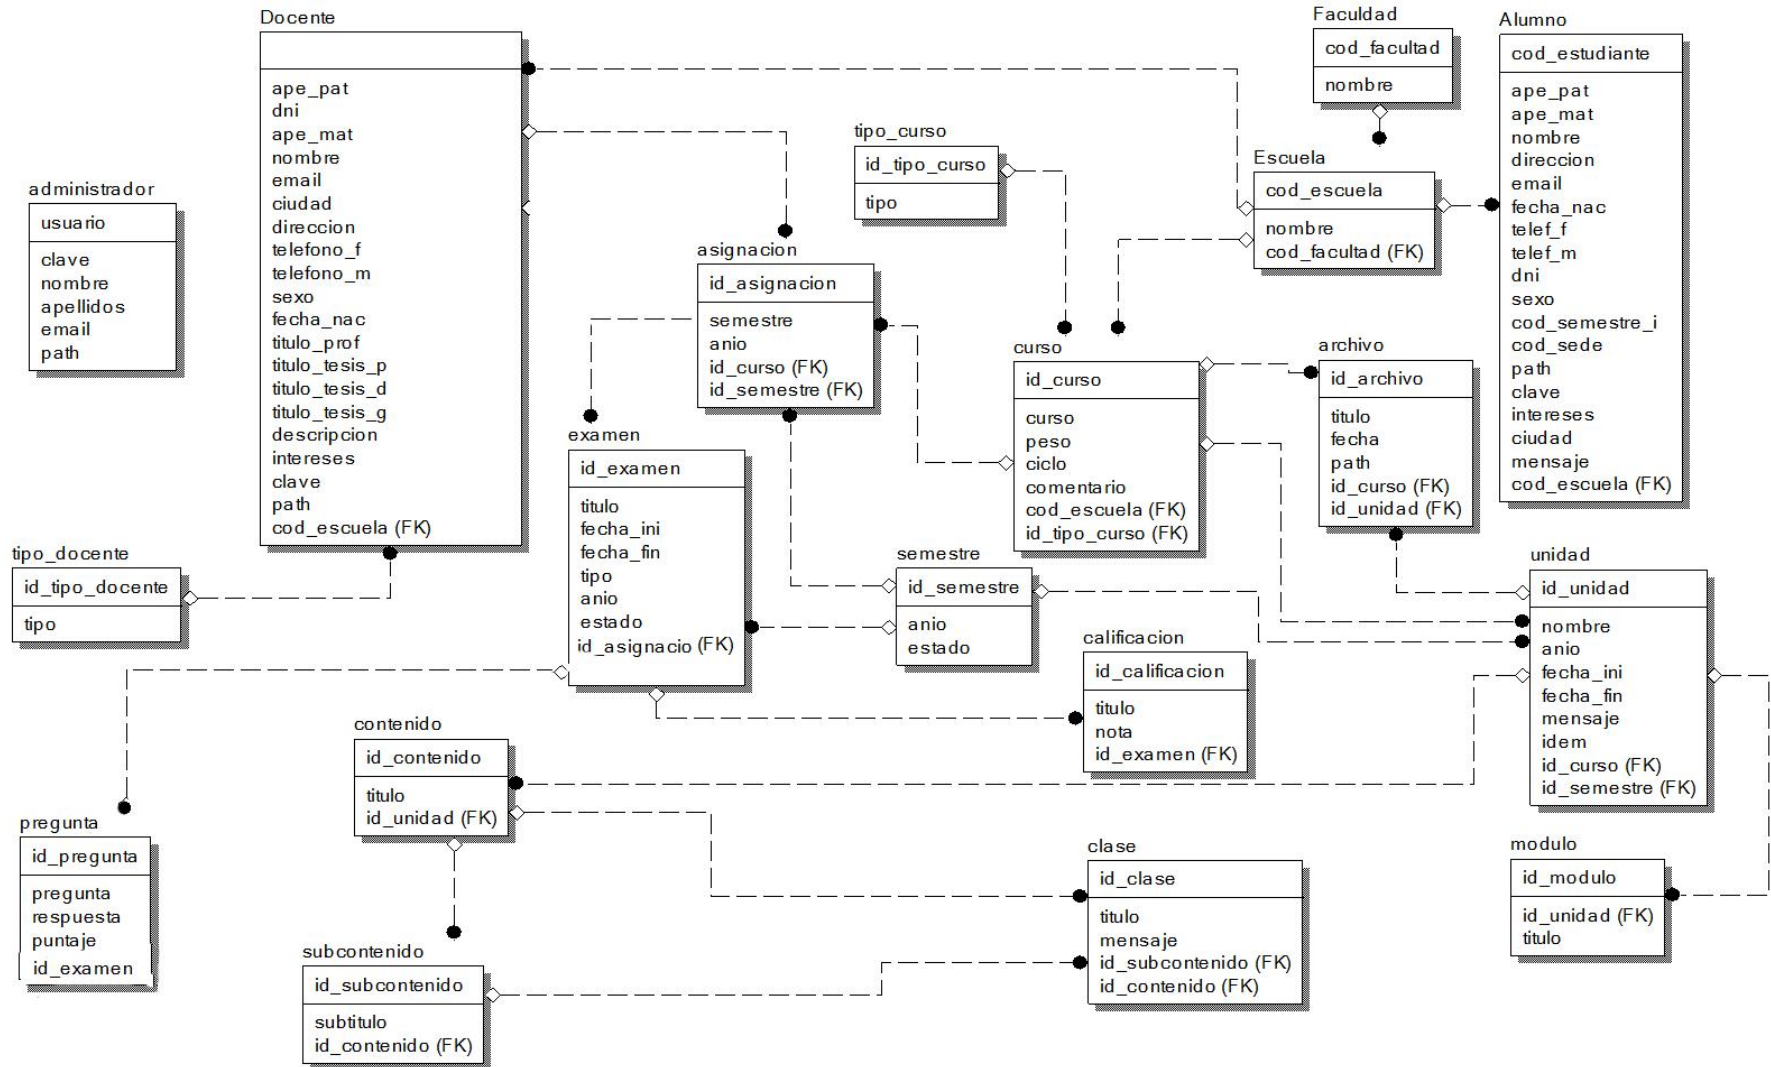 Docente
ape_pat
dni
ape_mat
nombre
email
ciudad
direccion
telefono_f
telefono_m
sexo
fecha_nac
titulo_prof
titulo_tesis_p
titulo_tesis_d
titulo_tesis_g
descripcion
intereses
clave
path
cod_escuela (FK)
Faculdad
cod_facultad
nombre
Alumno
cod_estudiante
ape_pat
ape_mat
nombre
direccion
email
fecha_nac
telef_f
telef_m
dni
sexo
cod_semestre_i
cod_sede
path
clave
intereses
ciudad
mensaje
cod_escuela (FK)
tipo_curso
id_tipo_curso
tipo
Escuela
cod_escuela
nombre
cod_facultad (FK)
administrador
usuario
clave
nombre
apellidos
email
path
asignacion
id_asignacion
semestre
anio
id_curso (FK)
id_semestre (FK)
curso
id_curso
curso
peso
ciclo
comentario
cod_escuela (FK)
id_tipo_curso (FK)
archivo
id_archivo
titulo
fecha
path
id_curso (FK)
id_unidad (FK)
examen
id_examen
titulo
fecha_ini
fecha_fin
tipo
anio
estado
id_asignacio (FK)
tipo_docente
id_tipo_docente
tipo
semestre
id_semestre
anio
estado
unidad
id_unidad
nombre
anio
fecha_ini
fecha_fin
mensaje
idem
id_curso (FK)
id_semestre (FK)
calificacion
id_calificacion
titulo
nota
id_examen (FK)
contenido
id_contenido
titulo
id_unidad (FK)
pregunta
id_pregunta
pregunta
respuesta
puntaje
id_examen
clase
id_clase
titulo
mensaje
id_subcontenido (FK)
id_contenido (FK)
modulo
id_modulo
id_unidad (FK)
titulo
subcontenido
id_subcontenido
subtitulo
id_contenido (FK)